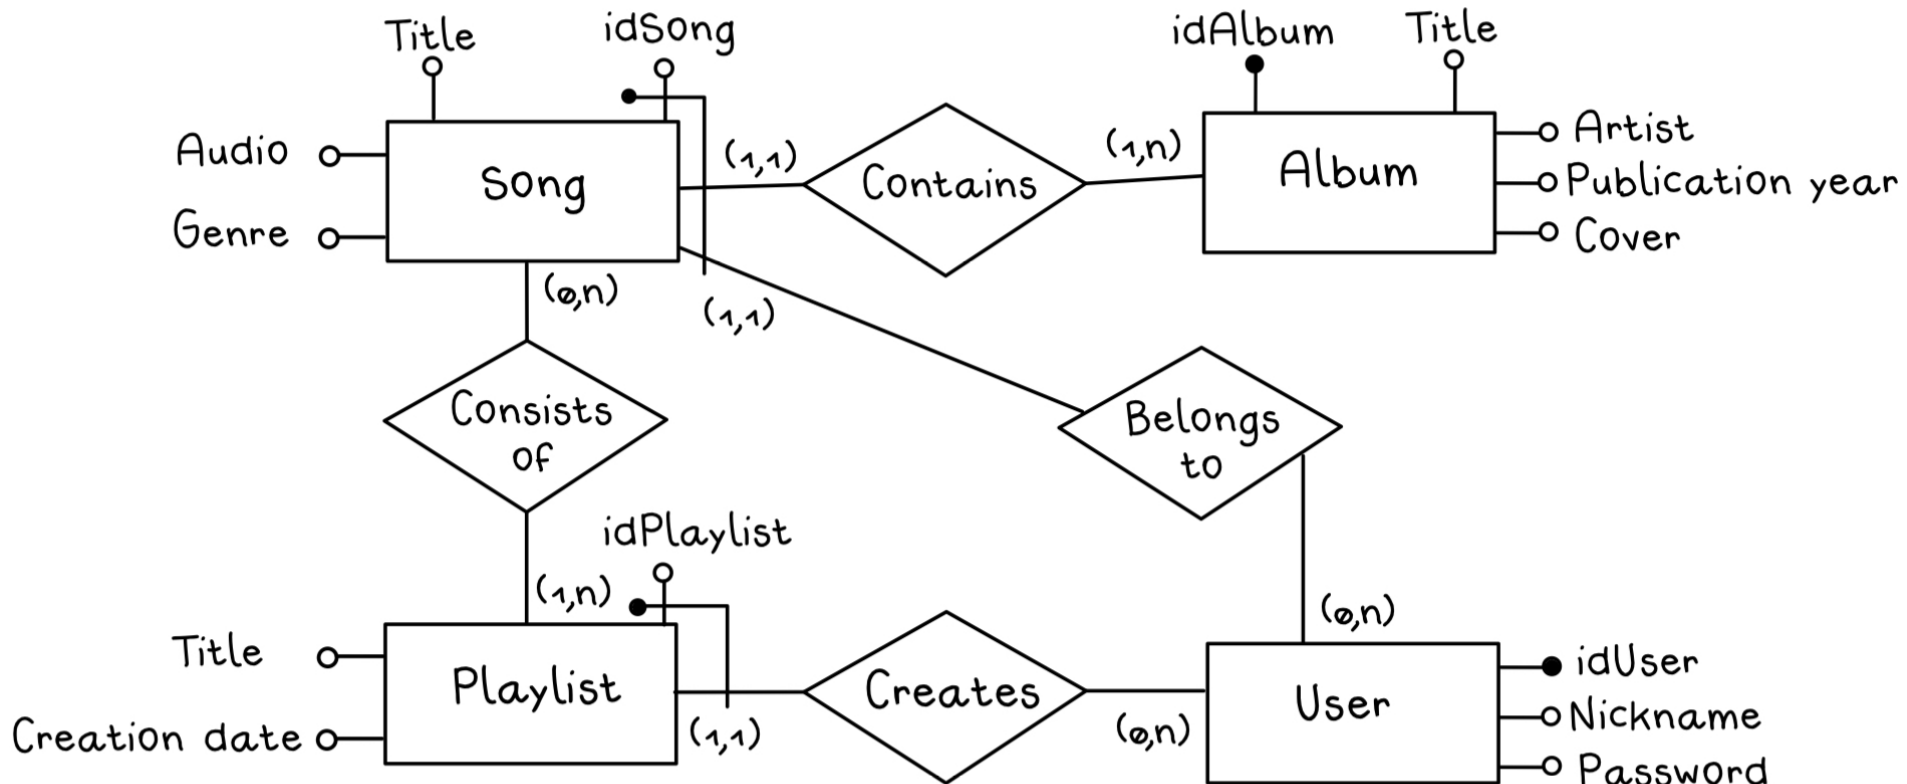 Title
idSong
idAlbum
Title
Audio
Song
(1,1)
Contains
(1,n)
Album
Artist
Publication year
Cover
Genre
(0,n)
(1,1)
Consists
of
Belongs
to
idPlaylist
(1,n)
(0,n)
Title
Playlist
Creates
User
idUser
Nickname
Creation date
(1,1)
(0,n)
Password